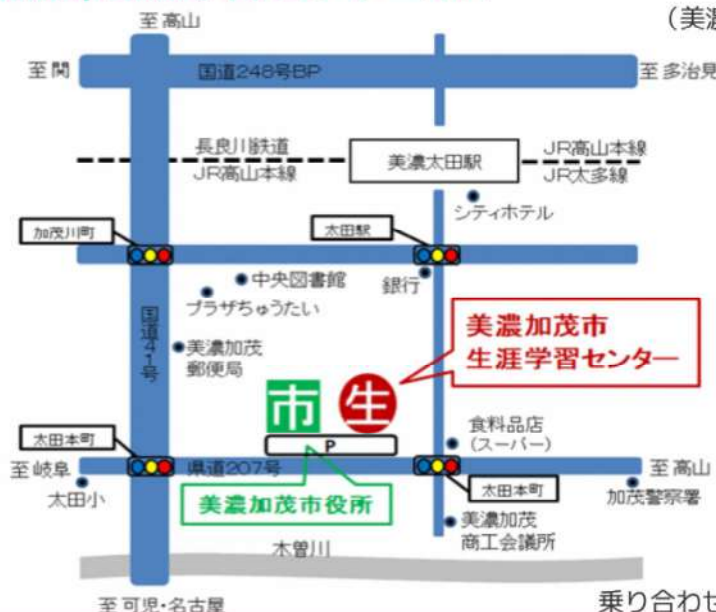 至高山
（美濃
至関
国道248号BP
至多治見
長良川鉄道
JR高山本線
美濃太田駅
JR高山本線
JR太多線
シティホテル
加茂川町
太田駅
中央図書館
銀行
プラザちゅうたい
国道41号
美濃加茂
郵便局
美濃加茂市
生涯学習センター
市
生
P
食料品店
(スーパー)
太田本町
至岐阜
県道207号
至高山
太田小
美濃加茂市役所
太田本町
加茂警察署
美濃加茂
商工会議所
木曽川
至可児・名古屋
乗り合わせ